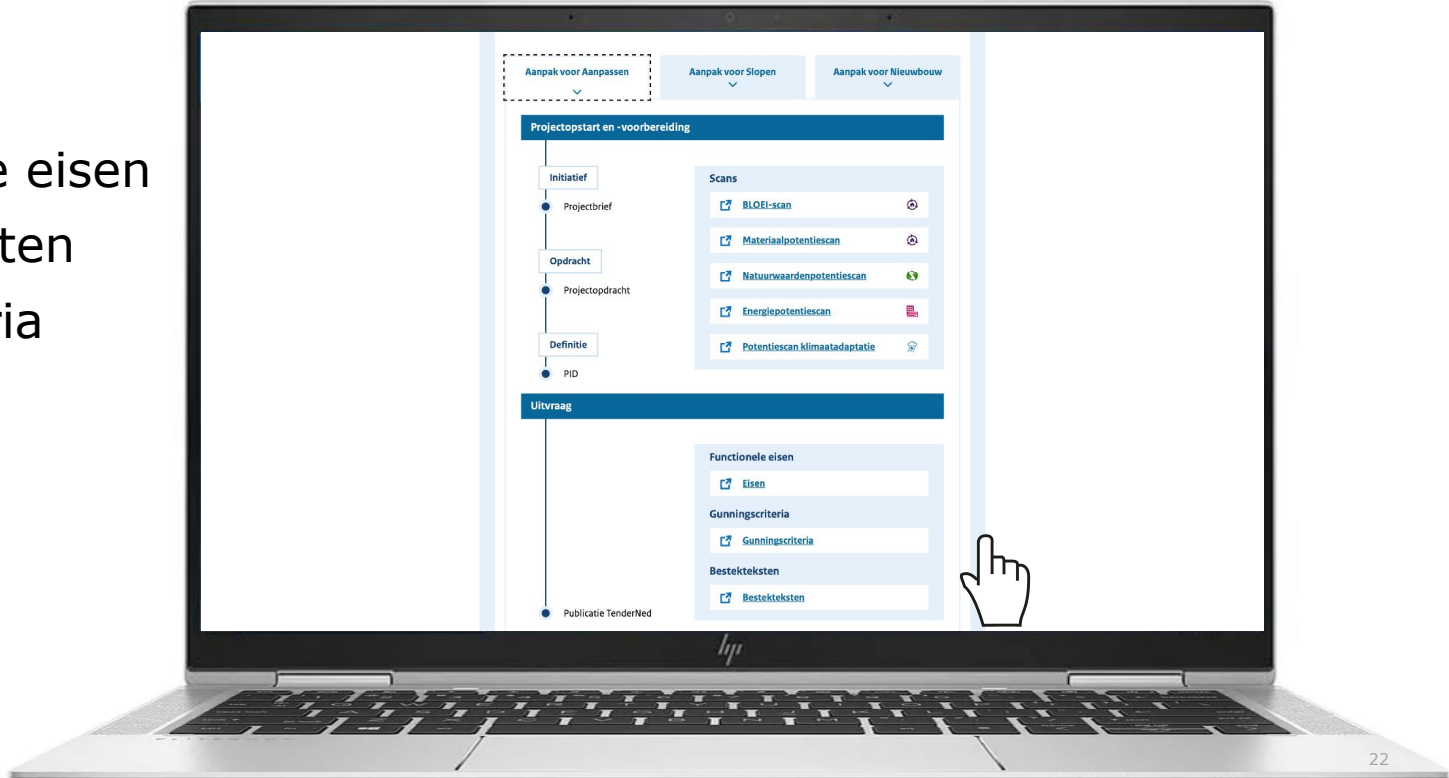 e eisen
ten
ria
Aanpak voor Aanpassen
Aanpak voor Slopen
Aanpak voor Nieuwbouw
Projectopstart en -voorbereiding
Initiatief
Projectbrief
Opdracht
Projectopdracht
Definitie
PID
Scans
BLOEI-scan
Materiaalpotentiescan
Natuurwaardenpotentiescan
Energiepotentiescan
Potentiescan klimaatadaptatie
Uitvraag
Functionele eisen
Eisen
Gunningscriteria
Gunningscriteria
Bestekteksten
Bestekteksten
Publicatie TenderNed
hp
22